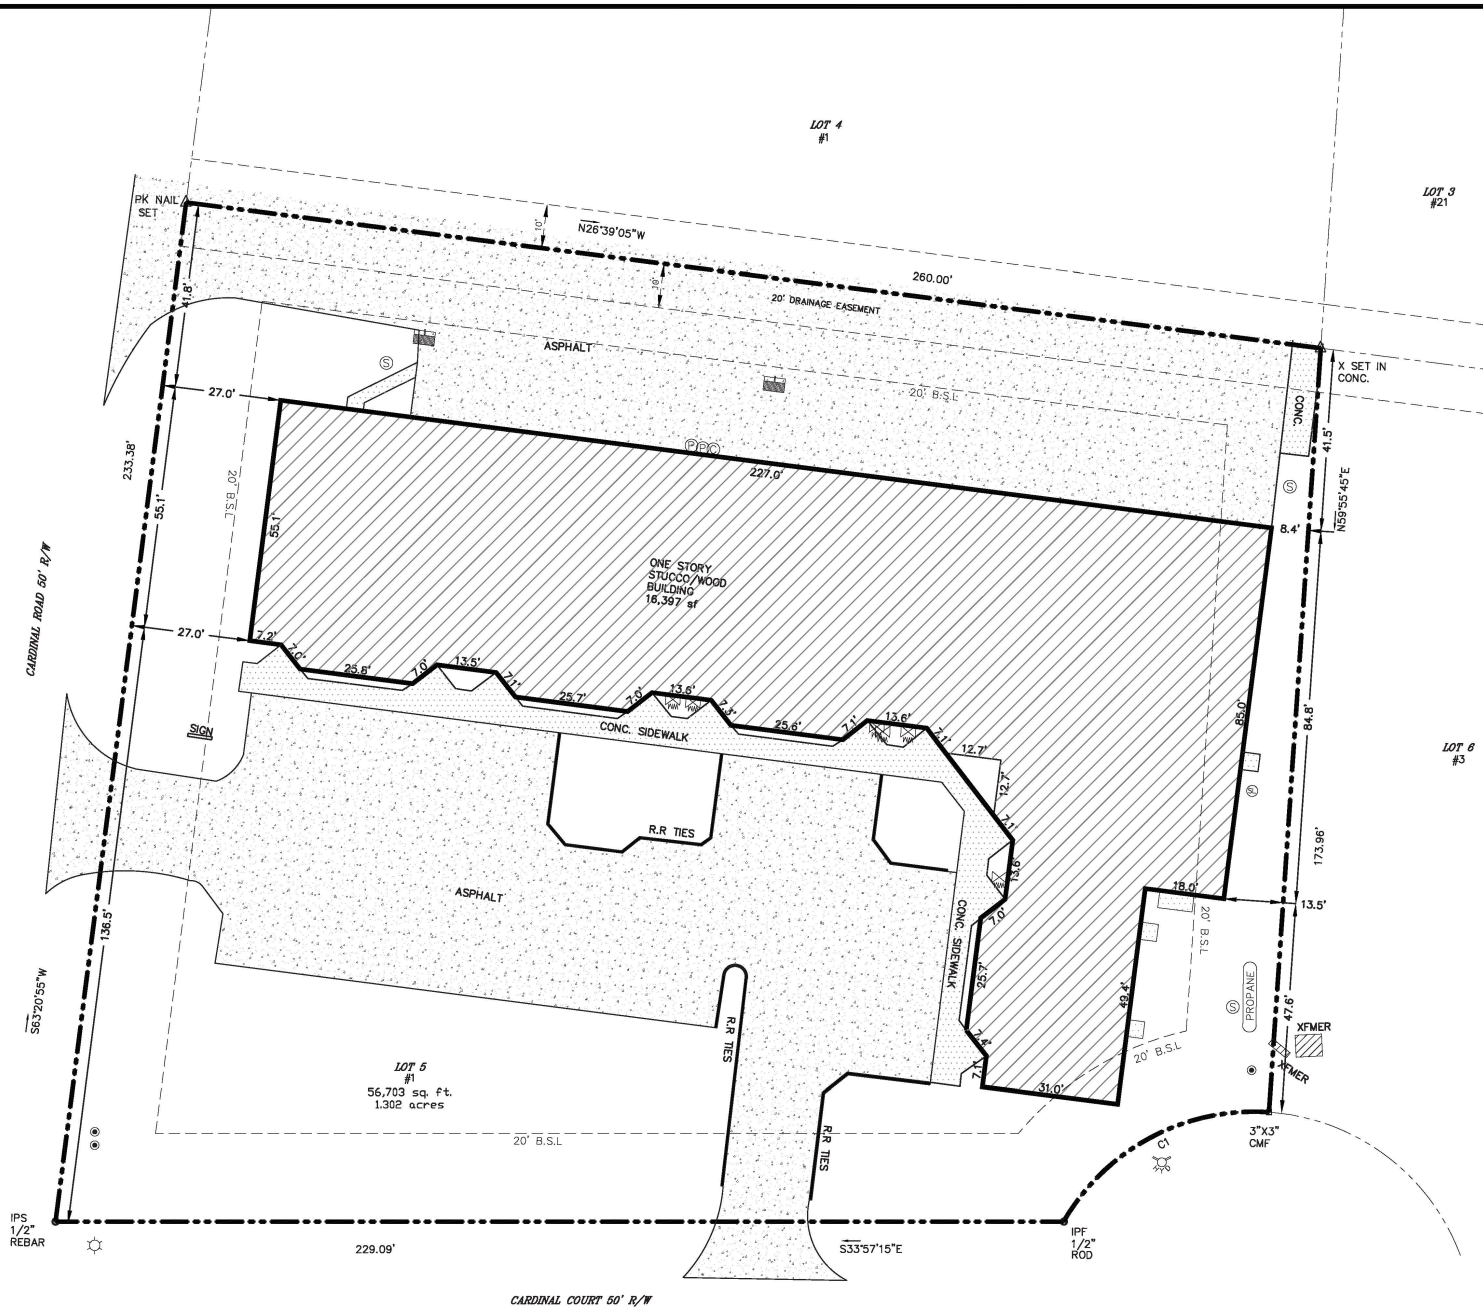 LOT 4
#1
LOT 3
#21
PK NAIL
SET
10'
N26°39'05"W
260.00'
10'
20' DRAINAGE EASEMENT
41.8'
ASPHALT
S
X SET IN
CONC.
CONC.
27.0'
20' B.S.L
41.5'
N59°55'45"E
233.38'
20' B.S.L
P P C
227.0'
S
55.1'
55.1'
8.4'
CARDINAL ROAD 50' R/W
ONE STORY
STUCCO/WOOD
BUILDING
16,397 sf
27.0'
7.2'
7.0'
25.8'
7.0'
13.5'
7.1'
25.7'
7.0'
13.6'
7.3'
25.6'
7.1'
13.6'
7.1'
12.7'
12.7'
7.1'
85.0'
84.8'
LOT 6
#3
SIGN
CONC. SIDEWALK
R.R TIES
SL
13.6'
173.96'
ASPHALT
136.5'
7.0'
18.0'
13.5'
CONC. SIDEWALK
20' B.S.L
25.7'
49.4'
PROPANE
S
47.6'
XFMER
XFMER
S63°20'55"W
R.R TIES
7.4'
7.1'
31.0'
20' B.S.L
LOT 5
#1
56,703 sq. ft.
1.302 acres
20' B.S.L
R.R TIES
C1
3"X3"
CMF
IPS
1/2"
REBAR
229.09'
S33°57'15"E
IPF
1/2"
ROD
CARDINAL COURT 50' R/W